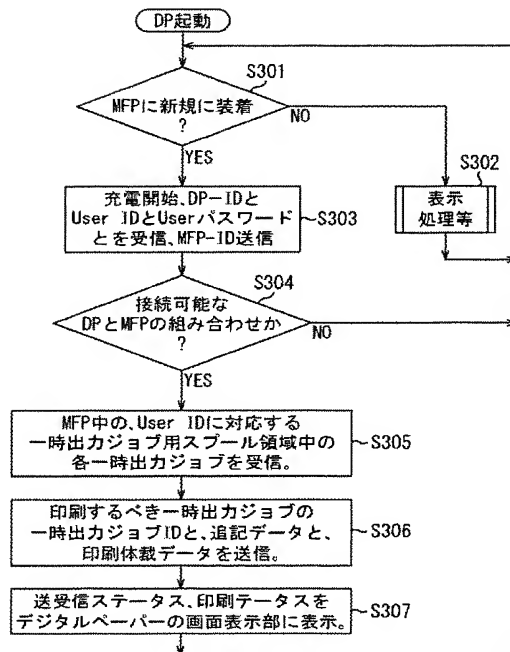 DP起動
S301
MFPに新規に装着
?
NO
YES
S302
表示
処理等
充電開始、DP-IDと
User IDとUserパスワード
とを受信、MFP-ID送信
S303
S304
接続可能な
DPとMFPの組み合わせか
?
NO
YES
MFP中の、User IDに対応する
一時出力ジョブ用スプール領域中の
各一時出力ジョブを受信。
S305
印刷するべき一時出力ジョブの
一時出力ジョブIDと、追記データと、
印刷体裁データを送信。
S306
送受信ステータス、印刷テータスを
デジタルペーパーの画面表示部に表示。
S307